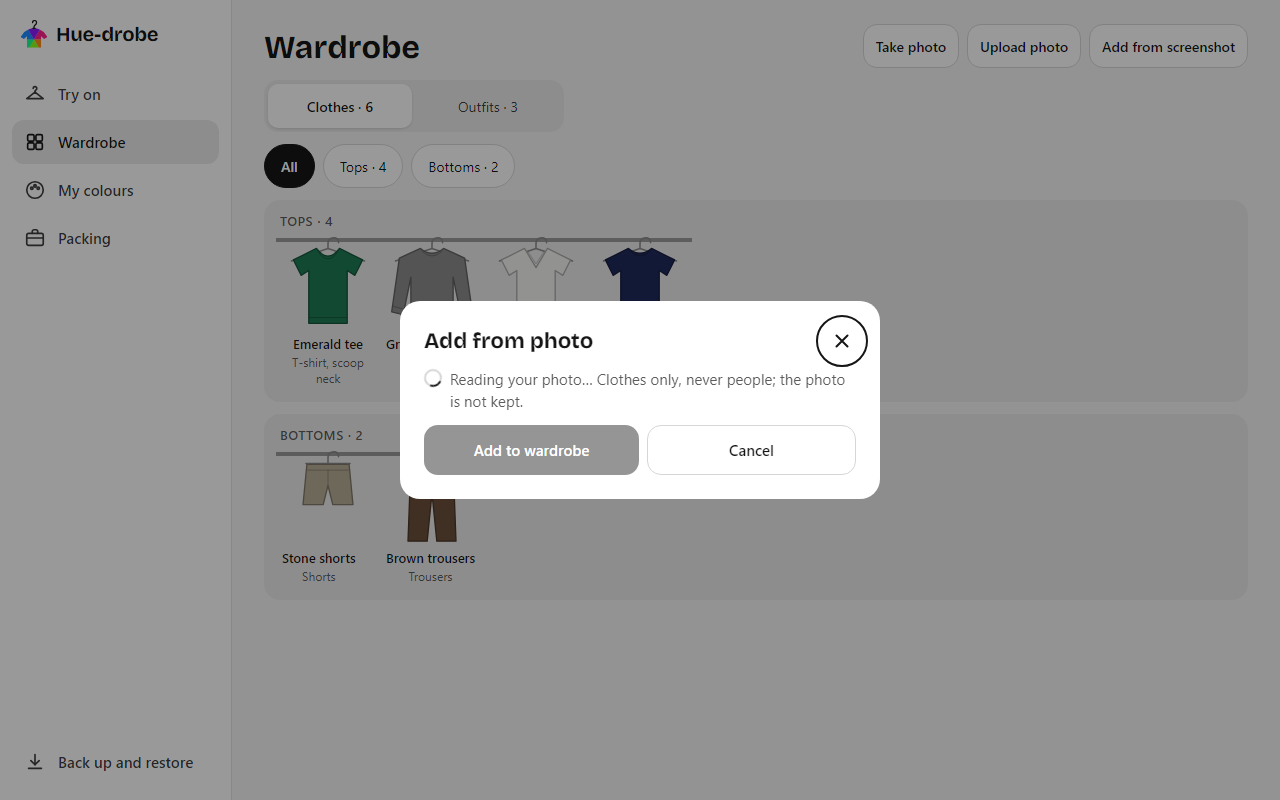 Hue-drobe
Try on
Wardrobe
My colours
Packing
Back up and restore
Wardrobe
Take photo
Upload photo
Add from screenshot
Clothes · 6
Outfits · 3
All
Tops · 4
Bottoms · 2
TOPS · 4
Emerald tee
T-shirt, scoop
neck
BOTTOMS · 2
Stone shorts
Shorts
Brown trousers
Trousers
Add from photo
Reading your photo... Clothes only, never people; the photo
is not kept.
Add to wardrobe
Cancel